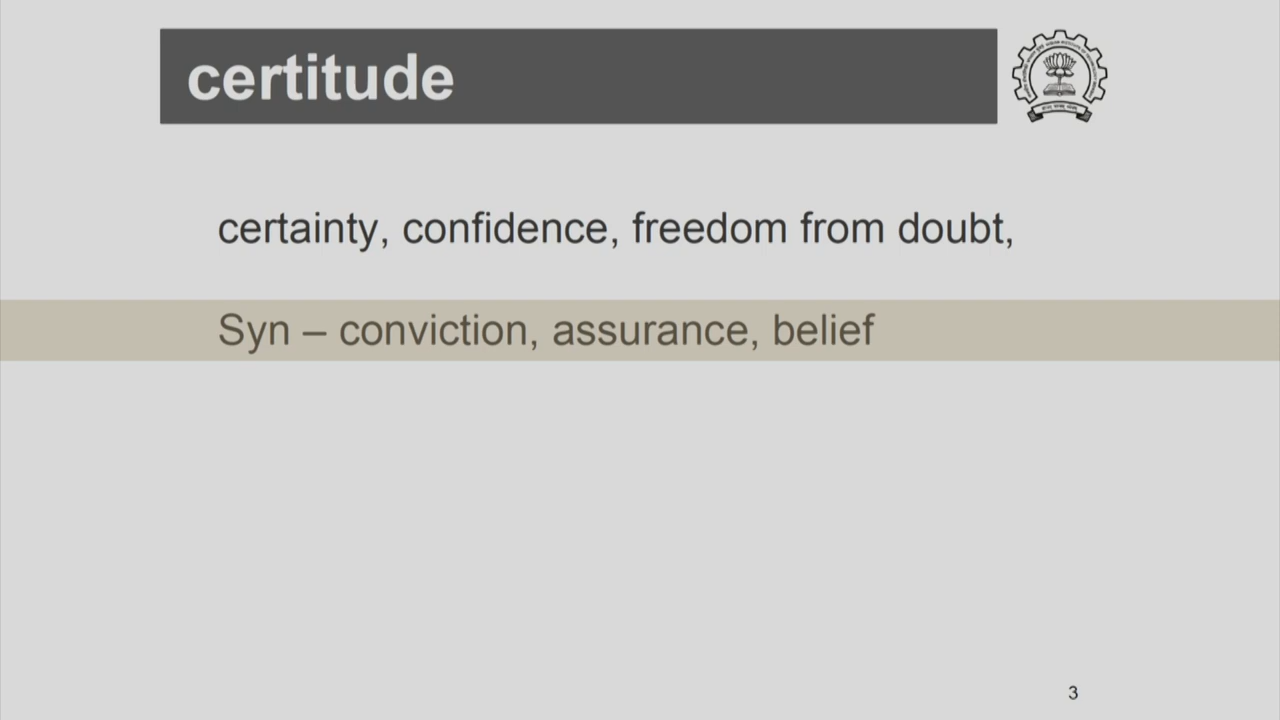 certitude
certainty, confidence, freedom from doubt,
Syn – conviction, assurance, belief
3